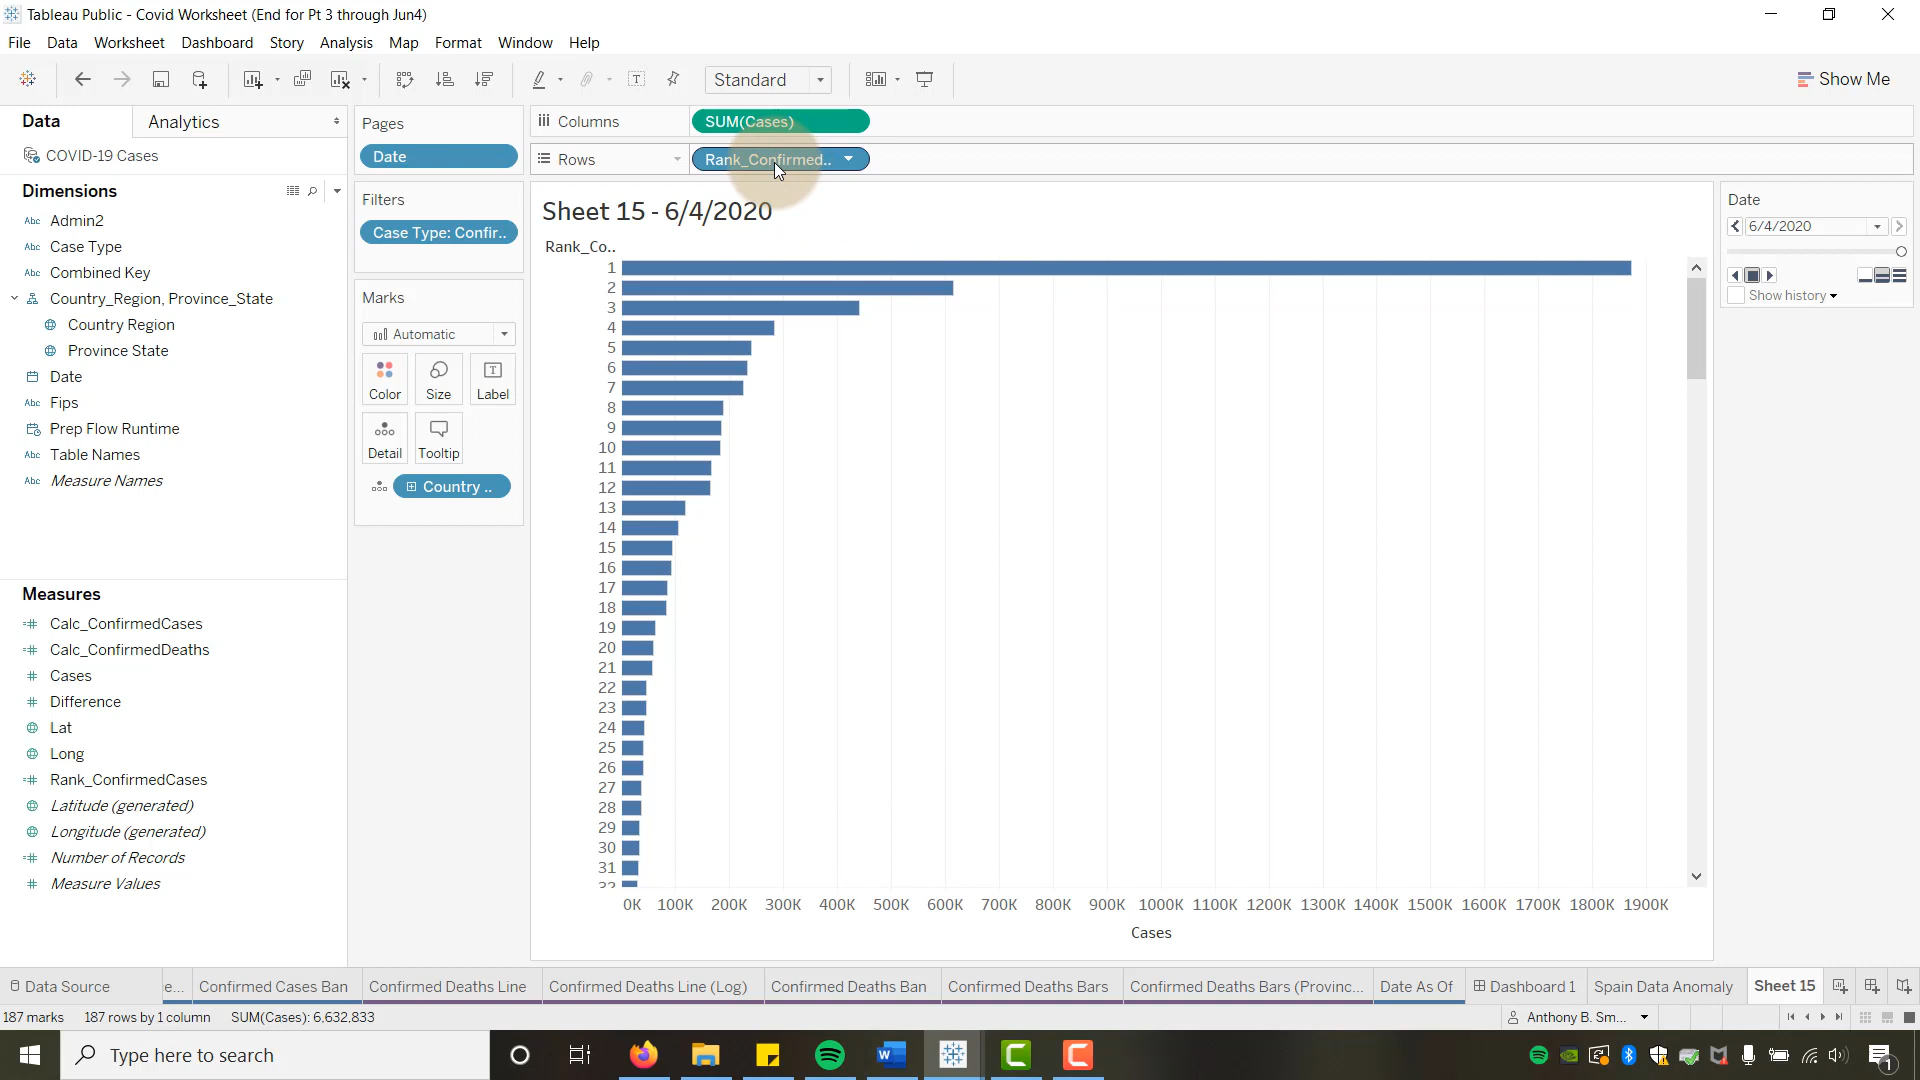 Tableau Public - Covid Worksheet (End for Pt 3 through Jun4)
File Data Worksheet Dashboard Story Analysis Map Format Window Help
Standard
Show Me
Data Analytics
COVID-19 Cases
Dimensions
Abc Admin2
Abc Case Type
Abc Combined Key
Country_Region, Province_State
Country Region
Province State
Date
Abc Fips
Prep Flow Runtime
Abc Table Names
Abc Measure Names
Measures
Calc_ConfirmedCases
Calc_ConfirmedDeaths
Cases
Difference
Lat
Long
Rank_ConfirmedCases
Latitude (generated)
Longitude (generated)
Number of Records
Measure Values
Pages
Date
Filters
Case Type: Confir..
Marks
Automatic
Color Size Label
Detail Tooltip
Country ..
Columns SUM(Cases)
Rows Rank_Confirmed..
Sheet 15 - 6/4/2020
Rank_Co..
1
2
3
4
5
6
7
8
9
10
11
12
13
14
15
16
17
18
19
20
21
22
23
24
25
26
27
28
29
30
31
32
0K 100K 200K 300K 400K 500K 600K 700K 800K 900K 1000K 1100K 1200K 1300K 1400K 1500K 1600K 1700K 1800K 1900K
Cases
Date
6/4/2020
Show history
Data Source e... Confirmed Cases Ban Confirmed Deaths Line Confirmed Deaths Line (Log) Confirmed Deaths Ban Confirmed Deaths Bars Confirmed Deaths Bars (Provinc... Date As Of Dashboard 1 Spain Data Anomaly Sheet 15
187 marks 187 rows by 1 column SUM(Cases): 6,632,833 Anthony B. Sm...
Type here to search
1